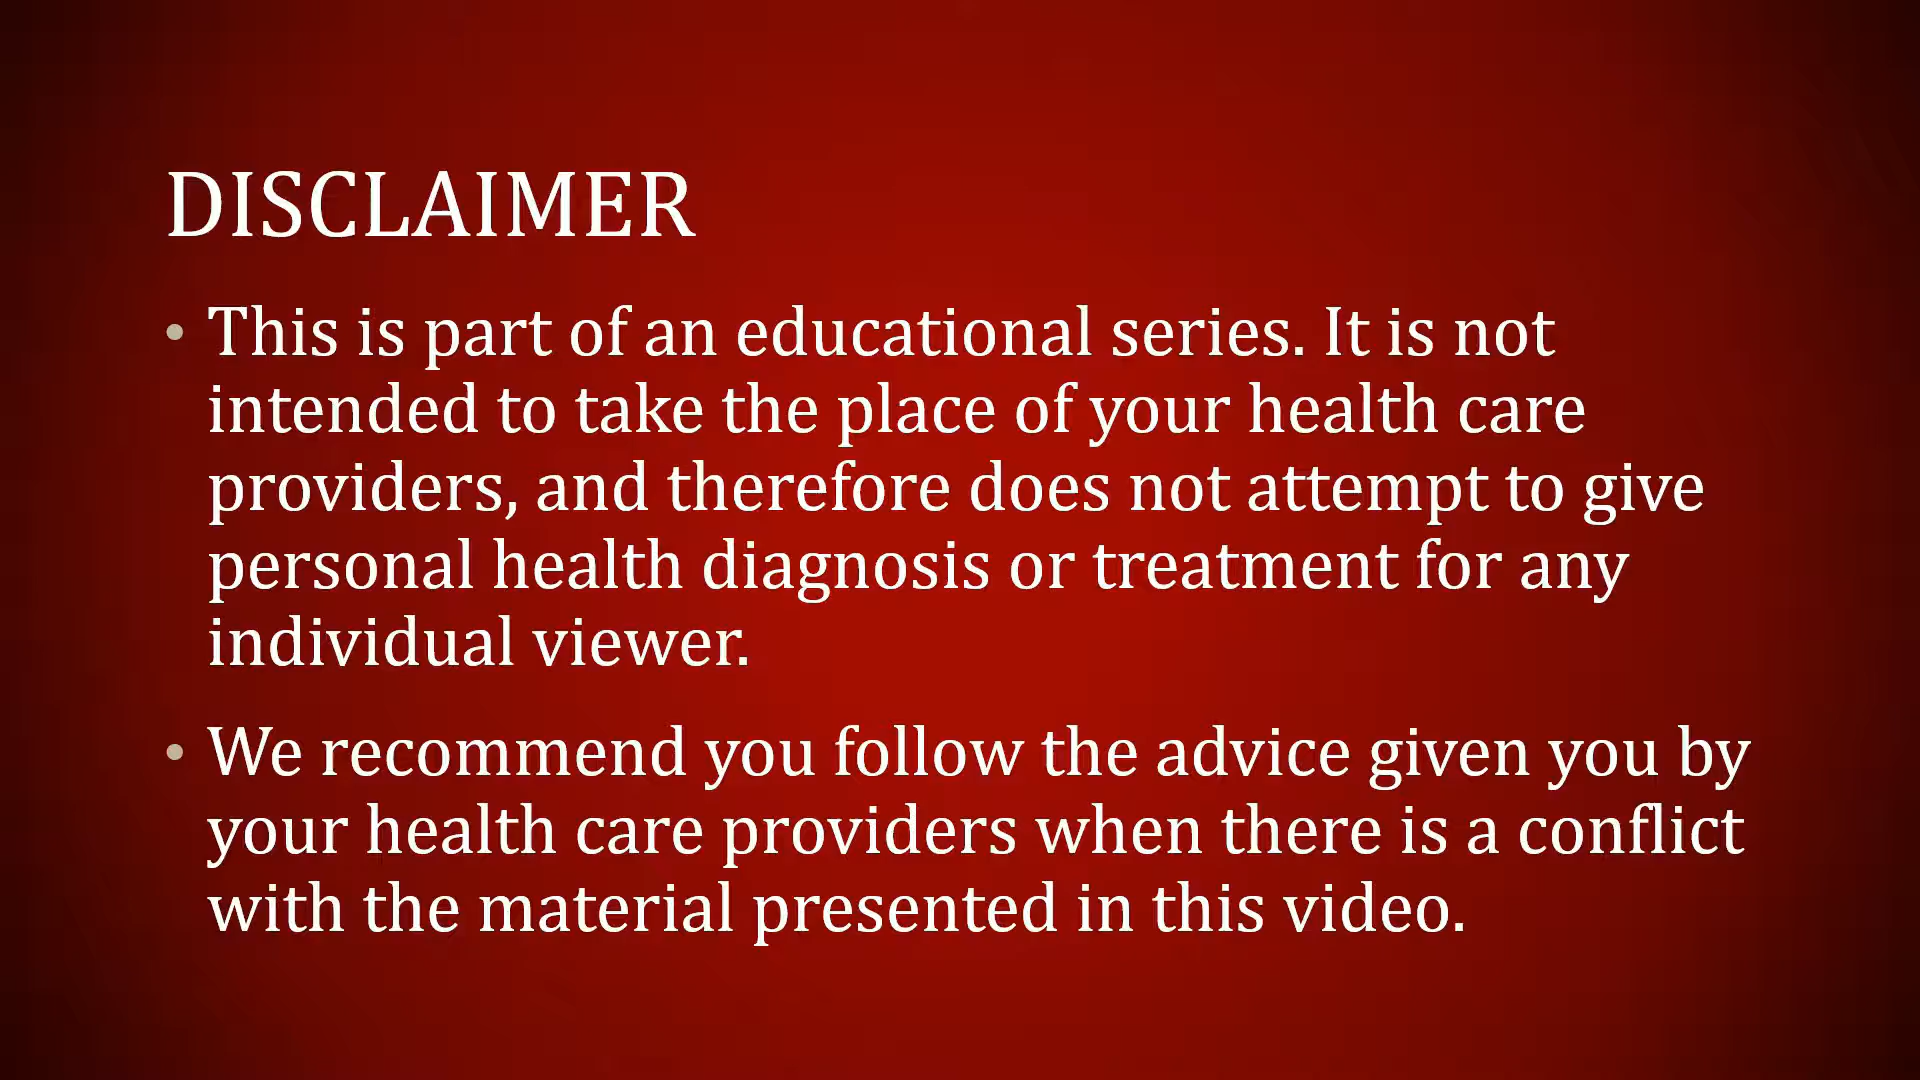 DISCLAIMER
• This is part of an educational series. It is not
intended to take the place of your health care
providers, and therefore does not attempt to give
personal health diagnosis or treatment for any
individual viewer.
• We recommend you follow the advice given you by
your health care providers when there is a conflict
with the material presented in this video.